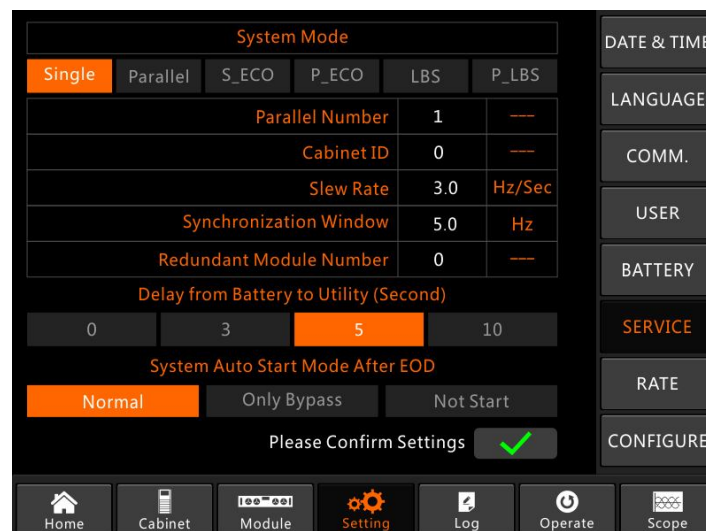 System Mode
Single Parallel S_ECO P_ECO LBS P_LBS
Parallel Number 1 ---
Cabinet ID 0 ---
Slew Rate 3.0 Hz/Sec
Synchronization Window 5.0 Hz
Redundant Module Number 0 ---
Delay from Battery to Utility (Second)
0 3 5 10
System Auto Start Mode After EOD
Normal Only Bypass Not Start
Please Confirm Settings
DATE & TIME
LANGUAGE
COMM.
USER
BATTERY
SERVICE
RATE
CONFIGURE
Home Cabinet Module Setting Log Operate Scope